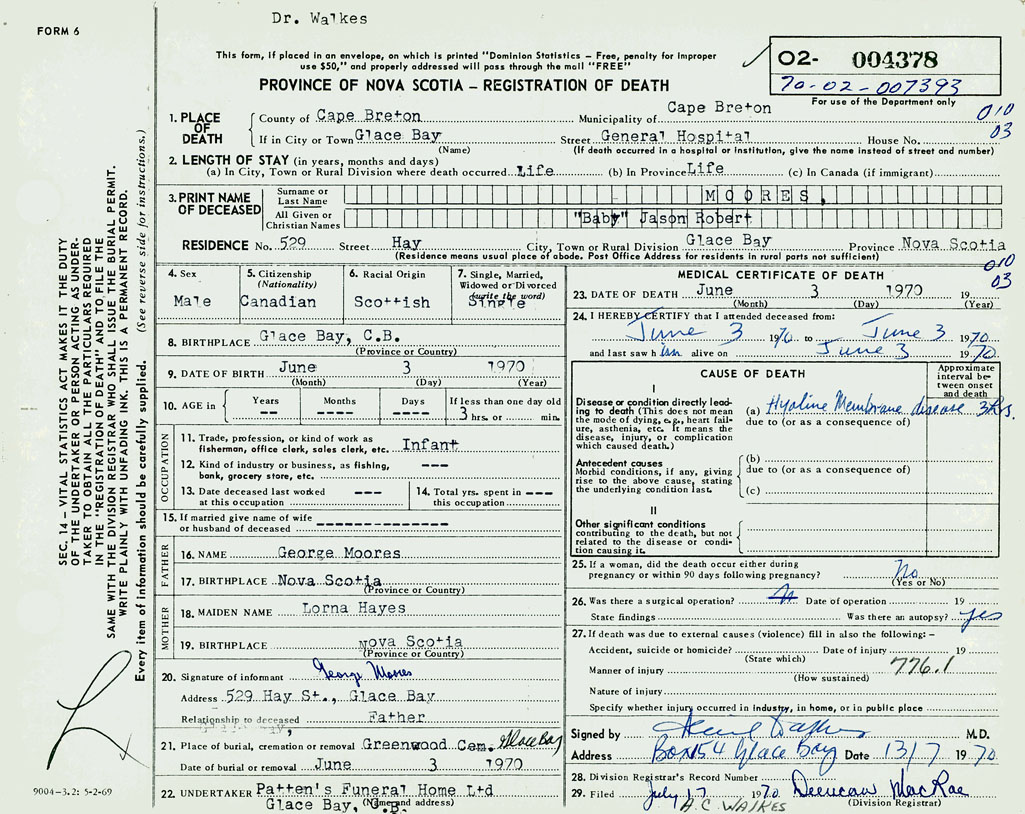 Dr. Walkes
FORM 6
This form, if placed in an envelope, on which is printed "Dominion Statistics – Free, penalty for improper
use $50," and properly addressed will pass through the mail "FREE"
PROVINCE OF NOVA SCOTIA – REGISTRATION OF DEATH
02- 004378
70-02-007393
For use of the Department only
010
03
1. PLACE OF DEATH
County of Cape Breton Municipality of Cape Breton
If in City or Town Glace Bay Street General Hospital House No.
(Name) (If death occurred in a hospital or institution, give the name instead of street and number)
2. LENGTH OF STAY (in years, months and days)
(a) In City, Town or Rural Division where death occurred Life (b) In Province Life (c) In Canada (if immigrant)
3. PRINT NAME OF DECEASED
Surname or Last Name MOORES,
All Given or Christian Names "Baby" Jason Robert
RESIDENCE No. 529 Street Hay City, Town or Rural Division Glace Bay Province Nova Scotia
(Residence means usual place of abode. Post Office Address for residents in rural parts not sufficient)
010
03
4. Sex
Male
5. Citizenship
(Nationality)
Canadian
6. Racial Origin
Scottish
7. Single, Married,
Widowed or Divorced
(write the word)
Single
8. BIRTHPLACE Glace Bay, C.B.
(Province or Country)
9. DATE OF BIRTH June 3 1970
(Month) (Day) (Year)
10. AGE in
Years
--
Months
--
Days
--
If less than one day old
3 hrs. or min.
OCCUPATION
11. Trade, profession, or kind of work as
fisherman, office clerk, sales clerk, etc. Infant
12. Kind of industry or business, as fishing,
bank, grocery store, etc. ---
13. Date deceased last worked
at this occupation ---
14. Total yrs. spent in
this occupation ---
15. If married give name of wife
or husband of deceased
FATHER
16. NAME George Moores
17. BIRTHPLACE Nova Scotia
(Province or Country)
MOTHER
18. MAIDEN NAME Lorna Hayes
19. BIRTHPLACE Nova Scotia
(Province or Country)
20. Signature of informant George Moores
Address 529 Hay St., Glace Bay
Relationship to deceased Father
21. Place of burial, cremation or removal Greenwood Cem. Glace Bay
Date of burial or removal June 3 1970
22. UNDERTAKER Patten's Funeral Home Ltd
Glace Bay, C.B. (Name and address)
MEDICAL CERTIFICATE OF DEATH
23. DATE OF DEATH June 3 1970 19
(Month) (Day) (Year)
24. I HEREBY CERTIFY that I attended deceased from:
June 3 1970 to June 3 1970
and last saw him alive on June 3 1970
CAUSE OF DEATH
Approximate
interval be-
tween onset
and death
I
Disease or condition directly lead-
ing to death (This does not mean
the mode of dying, e.g., heart fail-
ure, asthenia, etc. It means the
disease, injury, or complication
which caused death.)
(a) Hyaline Membrane disease 3 hrs.
due to (or as a consequence of)
Antecedent causes
Morbid conditions, if any, giving
rise to the above cause, stating
the underlying condition last.
(b)
due to (or as a consequence of)
(c)
II
Other significant conditions
contributing to the death, but not
related to the disease or condi-
tion causing it.
25. If a woman, did the death occur either during
pregnancy or within 90 days following pregnancy? No
(Yes or No)
26. Was there a surgical operation? Date of operation 19
State findings Was there an autopsy? yes
27. If death was due to external causes (violence) fill in also the following: –
Accident, suicide or homicide? Date of injury 19
(State which)
Manner of injury 776.1
(How sustained)
Nature of injury
Specify whether injury occurred in industry, in home, or in public place
Signed by M.D.
Address Box 154 Glace Bay Date 13/7 1970
28. Division Registrar's Record Number
29. Filed July 17 1970 Duncan MacRae
A.C. WALKES (Division Registrar)
SEC. 14 – VITAL STATISTICS ACT MAKES IT THE DUTY
OF THE UNDERTAKER OR PERSON ACTING AS UNDER-
TAKER TO OBTAIN ALL THE PARTICULARS REQUIRED
IN THE "REGISTRATION OF DEATH" AND TO FILE THE
SAME WITH THE DIVISION REGISTRAR WHO SHALL ISSUE THE BURIAL PERMIT.
WRITE PLAINLY WITH UNFADING INK. THIS IS A PERMANENT RECORD.
Every item of information should be carefully supplied. (See reverse side for instructions.)
9004-3.2: 5-2-69